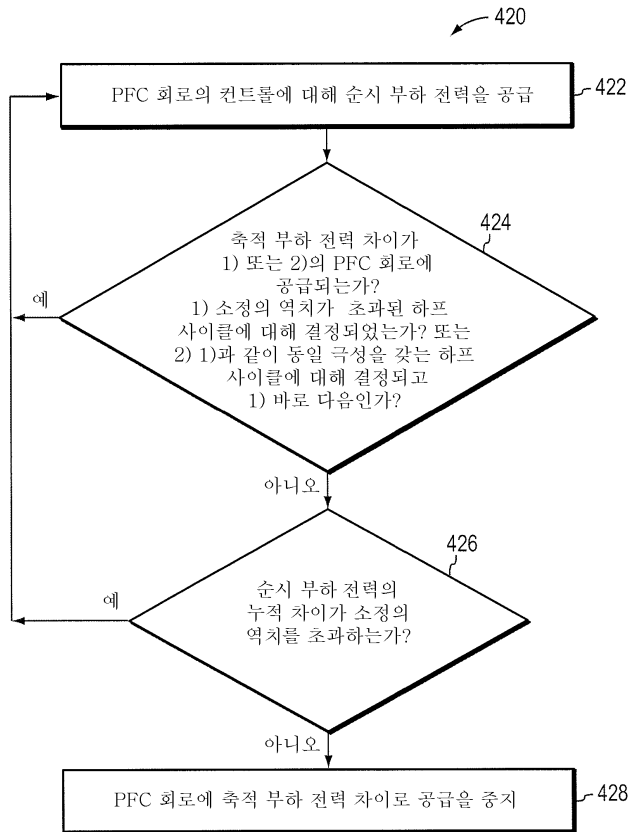 420
PFC 회로의 컨트롤에 대해 순시 부하 전력을 공급
422
424
축적 부하 전력 차이가
1) 또는 2)의 PFC 회로에
공급되는가?
1) 소정의 역치가 초과된 하프
사이클에 대해 결정되었는가? 또는
2) 1)과 같이 동일 극성을 갖는 하프
사이클에 대해 결정되고
1) 바로 다음인가?
예
아니오
426
순시 부하 전력의
누적 차이가 소정의
역치를 초과하는가?
예
아니오
PFC 회로에 축적 부하 전력 차이로 공급을 중지
428